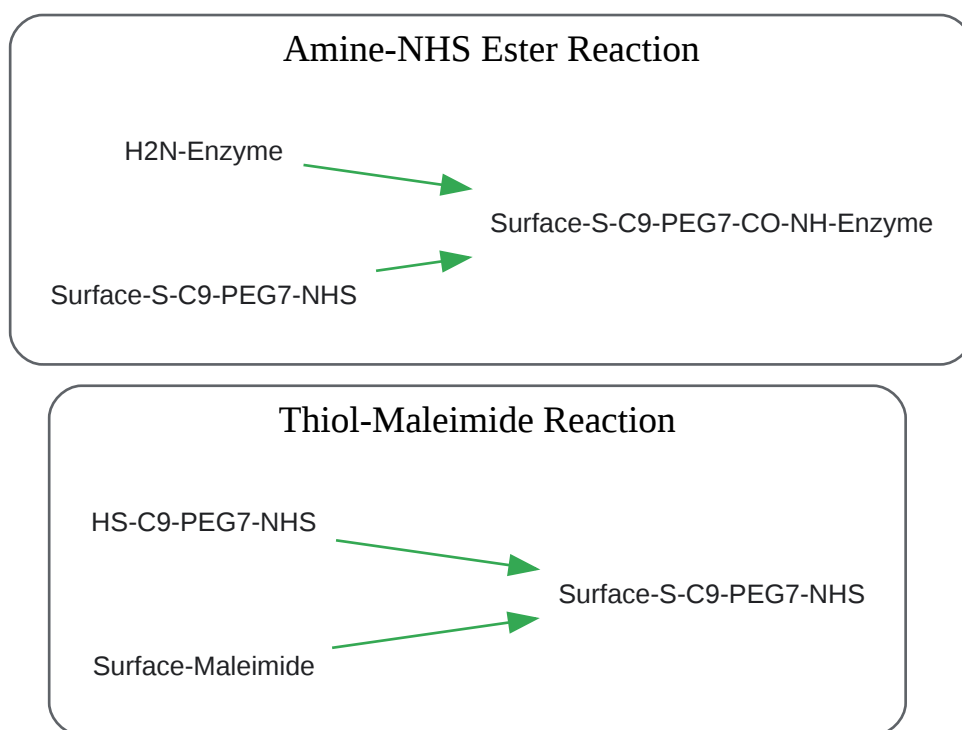 Amine-NHS Ester Reaction
H2N-Enzyme
Surface-S-C9-PEG7-CO-NH-Enzyme
Surface-S-C9-PEG7-NHS
Thiol-Maleimide Reaction
HS-C9-PEG7-NHS
Surface-S-C9-PEG7-NHS
Surface-Maleimide